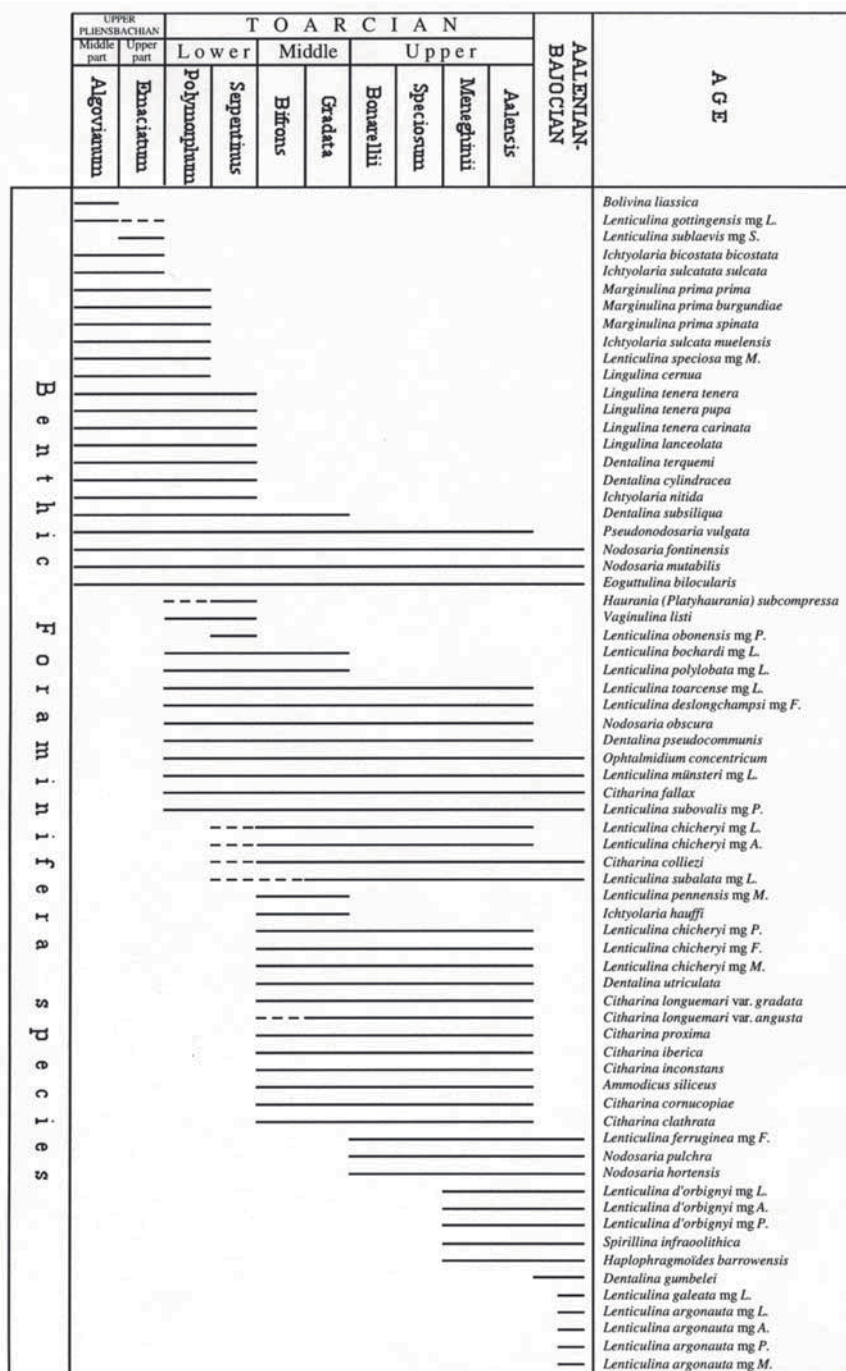 UPPER
PLIENSBACHIAN
TOARCIAN
AALENIAN-
BAJOCIAN
AGE
Middle
part
Upper
part
Lower
Middle
Upper
Algovianum
Emaciatum
Polymorphum
Serpentinus
Bifrons
Gradata
Bonarellii
Speciosum
Meneghinii
Aalensis
Benthic Foraminifera species
Bolivina liassica
Lenticulina gottingensis mg L.
Lenticulina sublaevis mg S.
Ichtyolaria bicostata bicostata
Ichtyolaria sulcatata sulcata
Marginulina prima prima
Marginulina prima burgundiae
Marginulina prima spinata
Ichtyolaria sulcata muelensis
Lenticulina speciosa mg M.
Lingulina cernua
Lingulina tenera tenera
Lingulina tenera pupa
Lingulina tenera carinata
Lingulina lanceolata
Dentalina terquemi
Dentalina cylindracea
Ichtyolaria nitida
Dentalina subsiliqua
Pseudonodosaria vulgata
Nodosaria fontinensis
Nodosaria mutabilis
Eoguttulina bilocularis
Haurania (Platyhaurania) subcompressa
Vaginulina listi
Lenticulina obonensis mg P.
Lenticulina bochardi mg L.
Lenticulina polylobata mg L.
Lenticulina toarcense mg L.
Lenticulina deslongchampsi mg F.
Nodosaria obscura
Dentalina pseudocommunis
Ophtalmidium concentricum
Lenticulina münsteri mg L.
Citharina fallax
Lenticulina subovalis mg P.
Lenticulina chicheryi mg L.
Lenticulina chicheryi mg A.
Citharina colliezi
Lenticulina subalata mg L.
Lenticulina pennensis mg M.
Ichtyolaria hauffi
Lenticulina chicheryi mg P.
Lenticulina chicheryi mg F.
Lenticulina chicheryi mg M.
Dentalina utriculata
Citharina longuemari var. gradata
Citharina longuemari var. angusta
Citharina proxima
Citharina iberica
Citharina inconstans
Ammodicus siliceus
Citharina cornucopiae
Citharina clathrata
Lenticulina ferruginea mg F.
Nodosaria pulchra
Nodosaria hortensis
Lenticulina d'orbignyi mg L.
Lenticulina d'orbignyi mg A.
Lenticulina d'orbignyi mg P.
Spirillina infraoolithica
Haplophragmoïdes barrowensis
Dentalina gumbelei
Lenticulina galeata mg L.
Lenticulina argonauta mg L.
Lenticulina argonauta mg A.
Lenticulina argonauta mg P.
Lenticulina argonauta mg M.